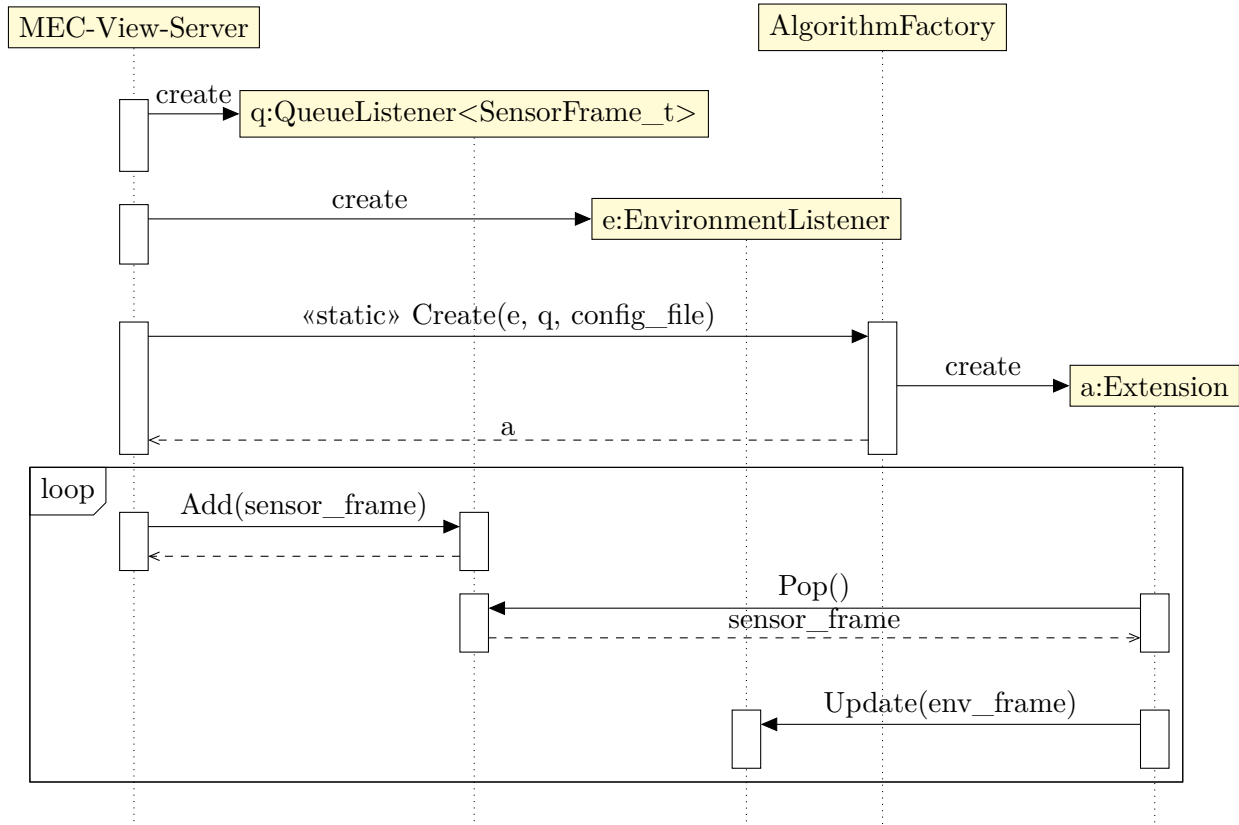 MEC-View-Server
AlgorithmFactory
create
q:QueueListener<SensorFrame_t>
create
e:EnvironmentListener
«static» Create(e, q, config_file)
create
a:Extension
a
loop
Add(sensor_frame)
Pop()
sensor_frame
Update(env_frame)